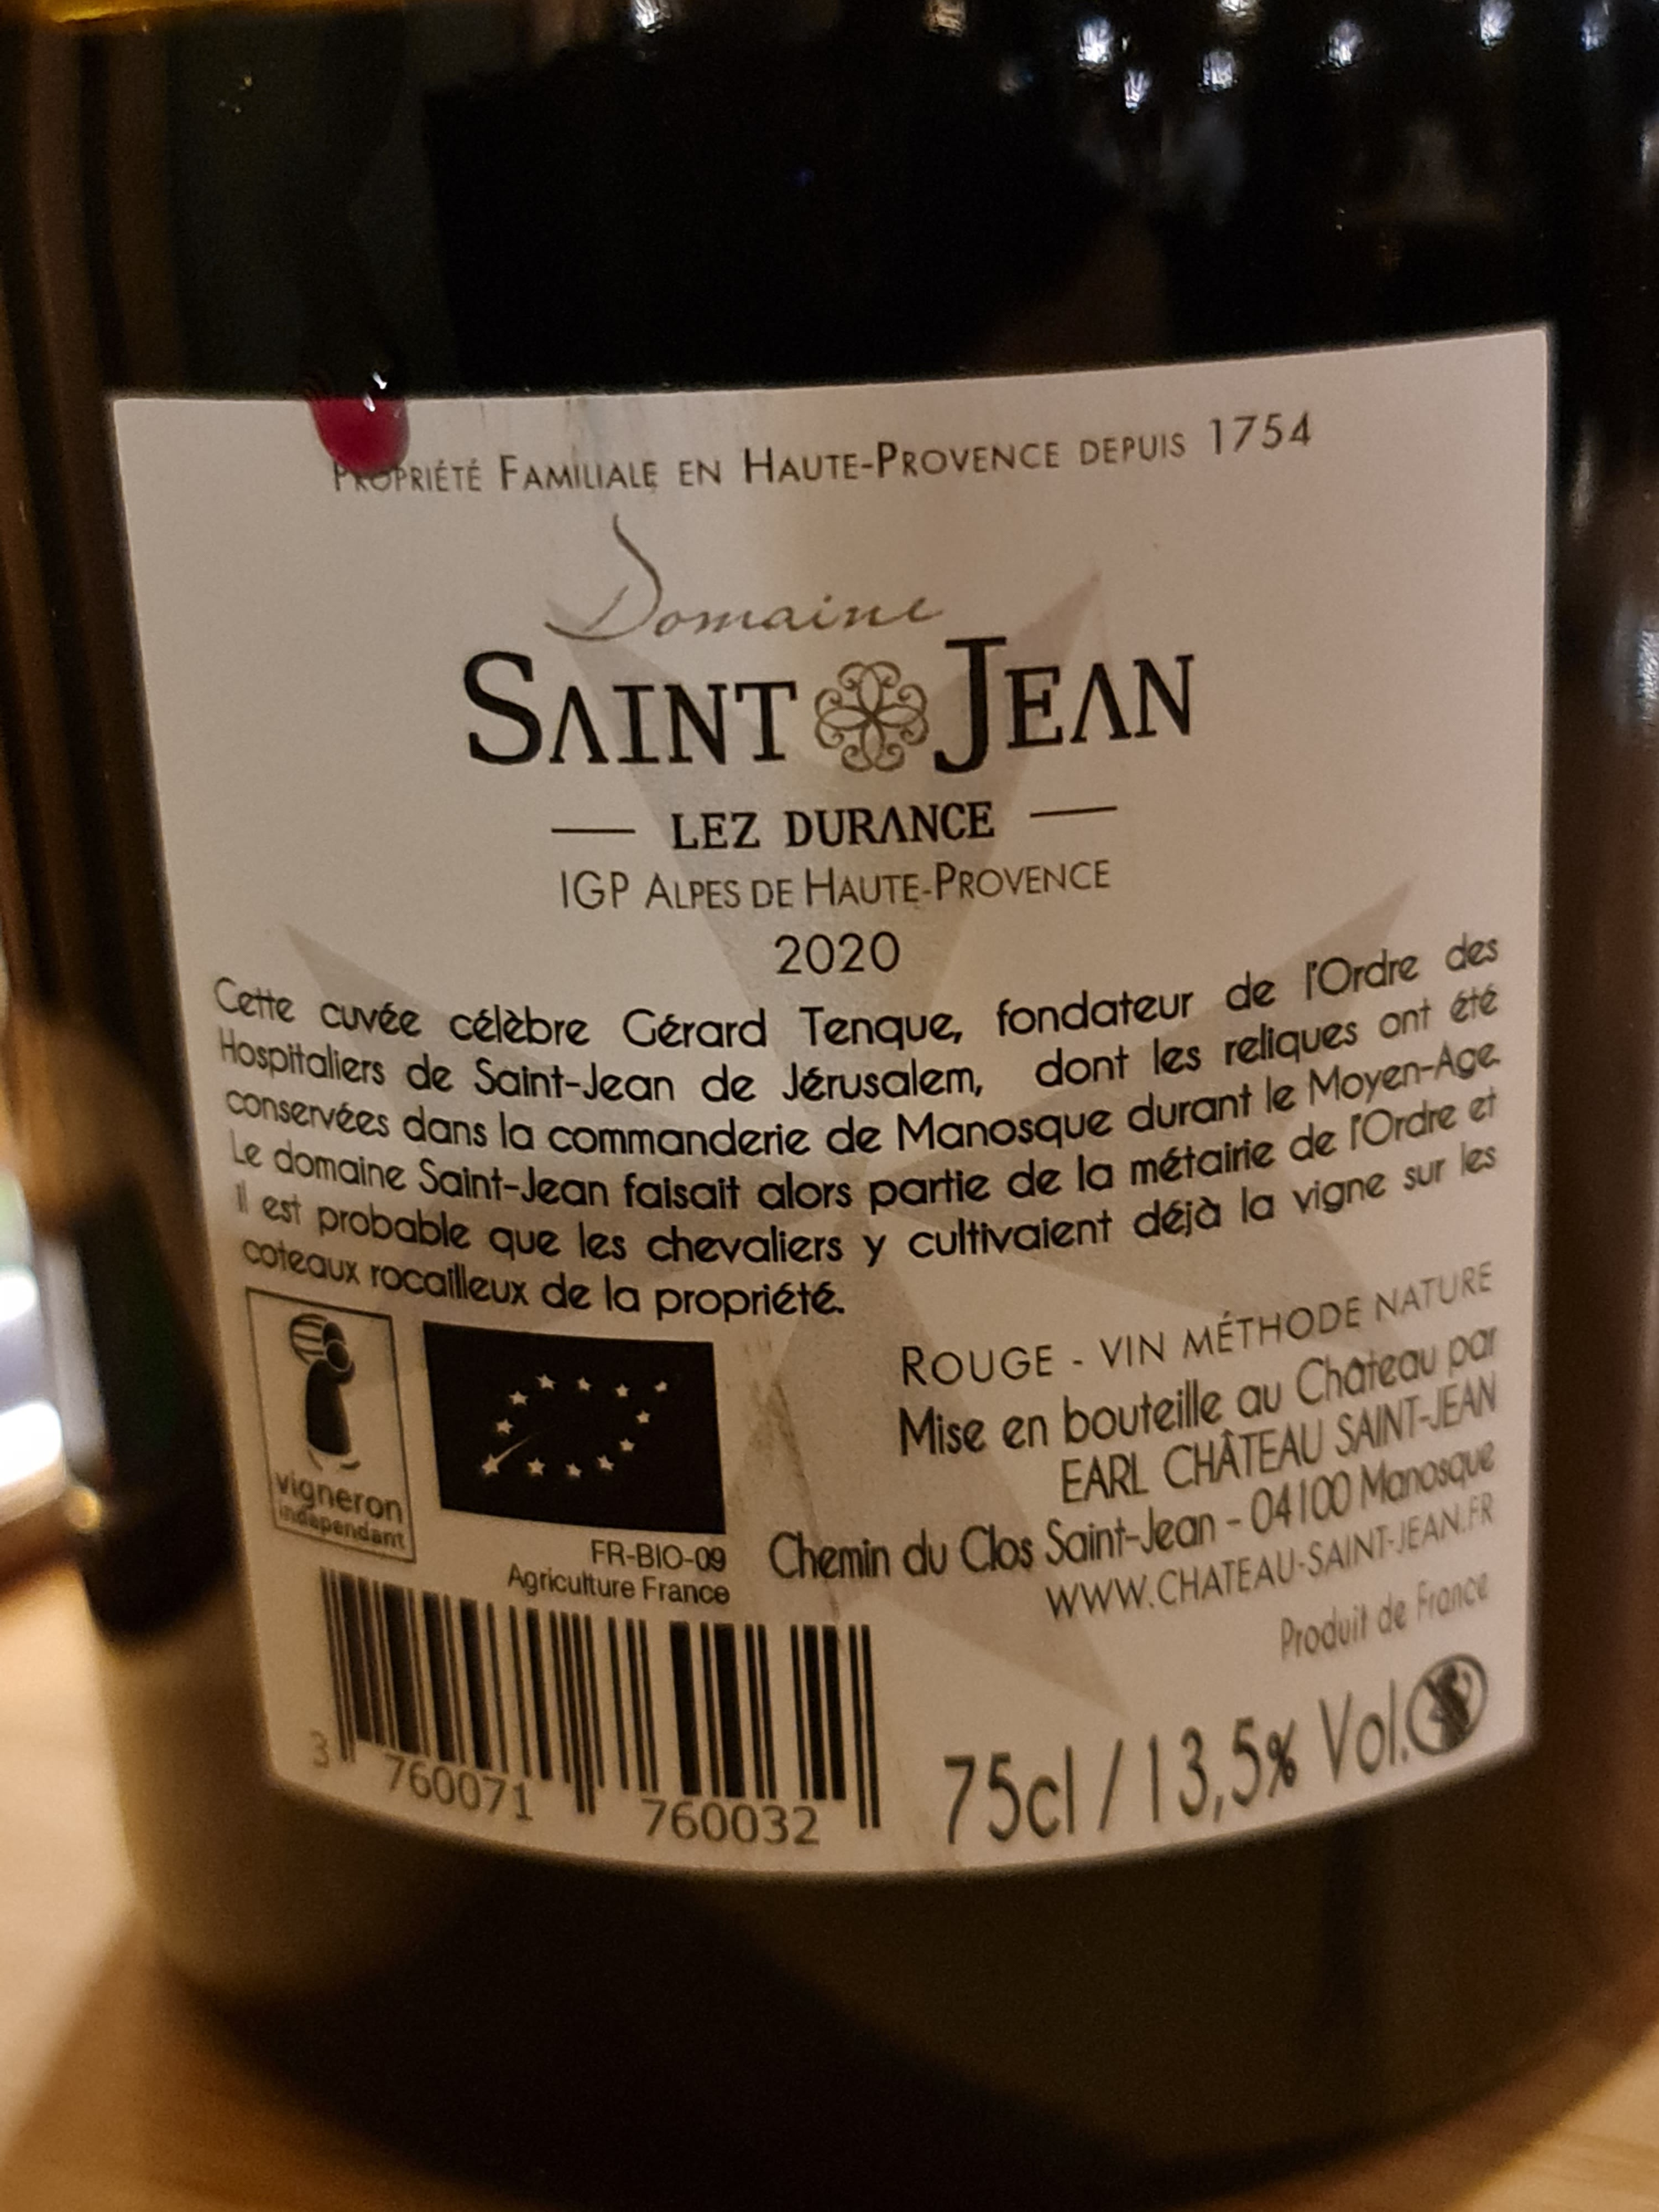 PROPRIÉTÉ FAMILIALE EN HAUTE-PROVENCE DEPUIS 1754
Domaine
SAINT JEAN
LEZ DURANCE
IGP ALPES DE HAUTE-PROVENCE
2020
Cette cuvée célèbre Gérard Tenque, fondateur de l'Ordre des
Hospitaliers de Saint-Jean de Jérusalem, dont les reliques ont été
conservées dans la commanderie de Manosque durant le Moyen-Age.
Le domaine Saint-Jean faisait alors partie de la métairie de l'Ordre et
il est probable que les chevaliers y cultivaient déjà la vigne sur les
coteaux rocailleux de la propriété.
vigneron
indépendant
FR-BIO-09
Agriculture France
ROUGE - VIN MÉTHODE NATURE
Mise en bouteille au Château par
EARL CHÂTEAU SAINT-JEAN
Chemin du Clos Saint-Jean - 04100 Manosque
WWW.CHATEAU-SAINT-JEAN.FR
Produit de France
3 760071 760032
75cl / 13,5% Vol.